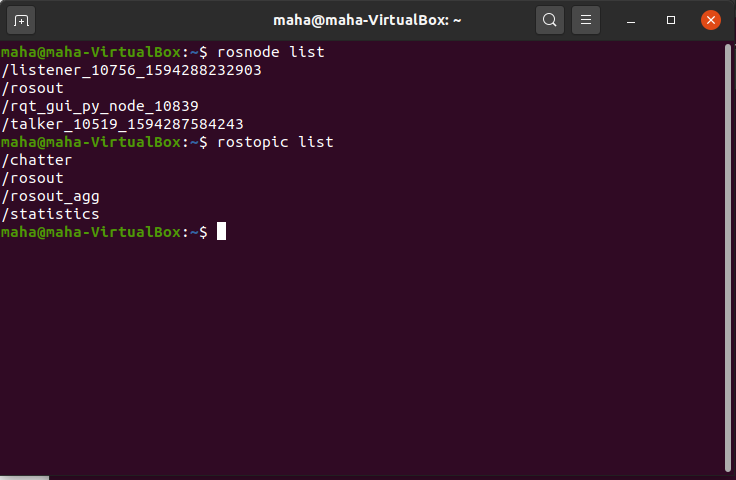 maha@maha-VirtualBox: ~
maha@maha-VirtualBox:~$ rosnode list
/listener_10756_1594288232903
/rosout
/rqt_gui_py_node_10839
/talker_10519_1594287584243
maha@maha-VirtualBox:~$ rostopic list
/chatter
/rosout
/rosout_agg
/statistics
maha@maha-VirtualBox:~$